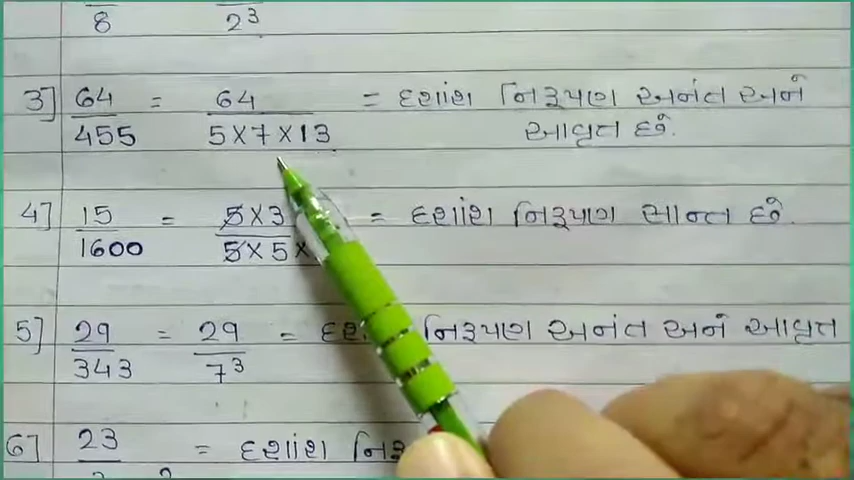 8 2³
3] 64/455 = 64/5×7×13 = દશાંશ નિરૂપણ અનંત અને
આવૃત છે.
4] 15/1600 = 5×3/5×5× = દશાંશ નિરૂપણ સાન્ત છે.
5] 29/343 = 29/7³ = નિરૂપણ અનંત અને આવૃત
6] 23 = દશાંશ